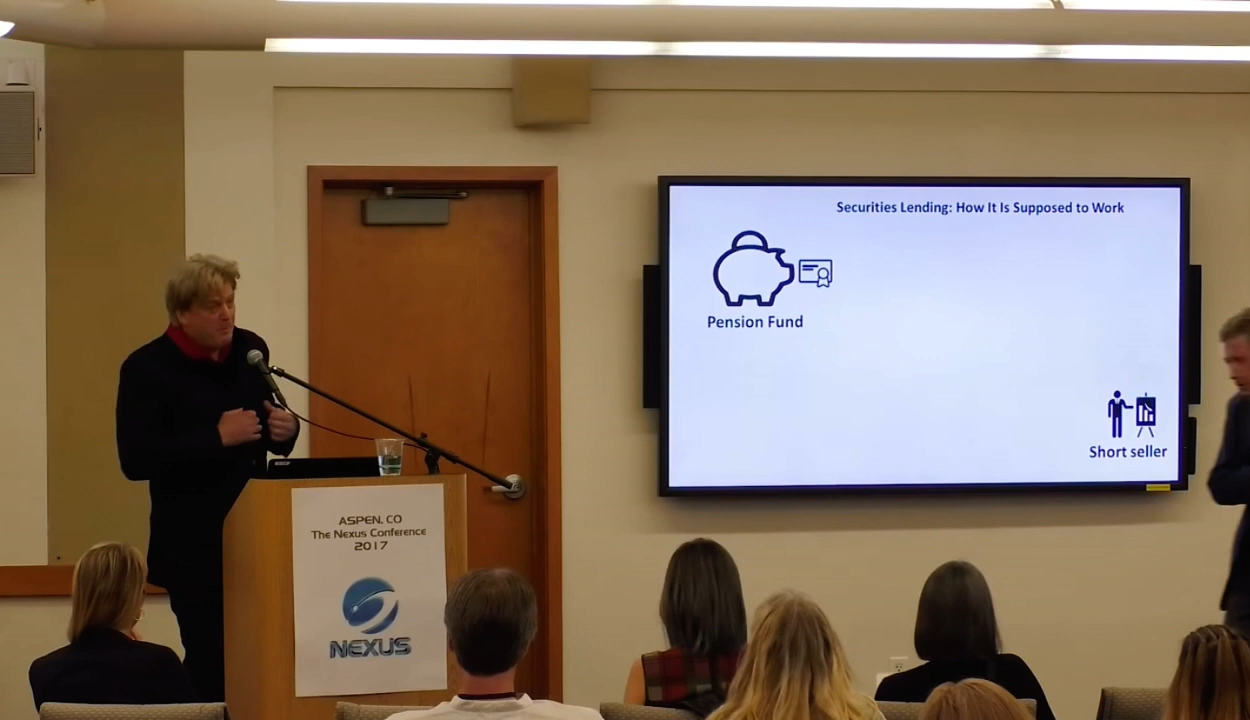 Securities Lending: How It Is Supposed to Work
Pension Fund
Short seller
ASPEN, CO
The Nexus Conference
2017
NEXUS